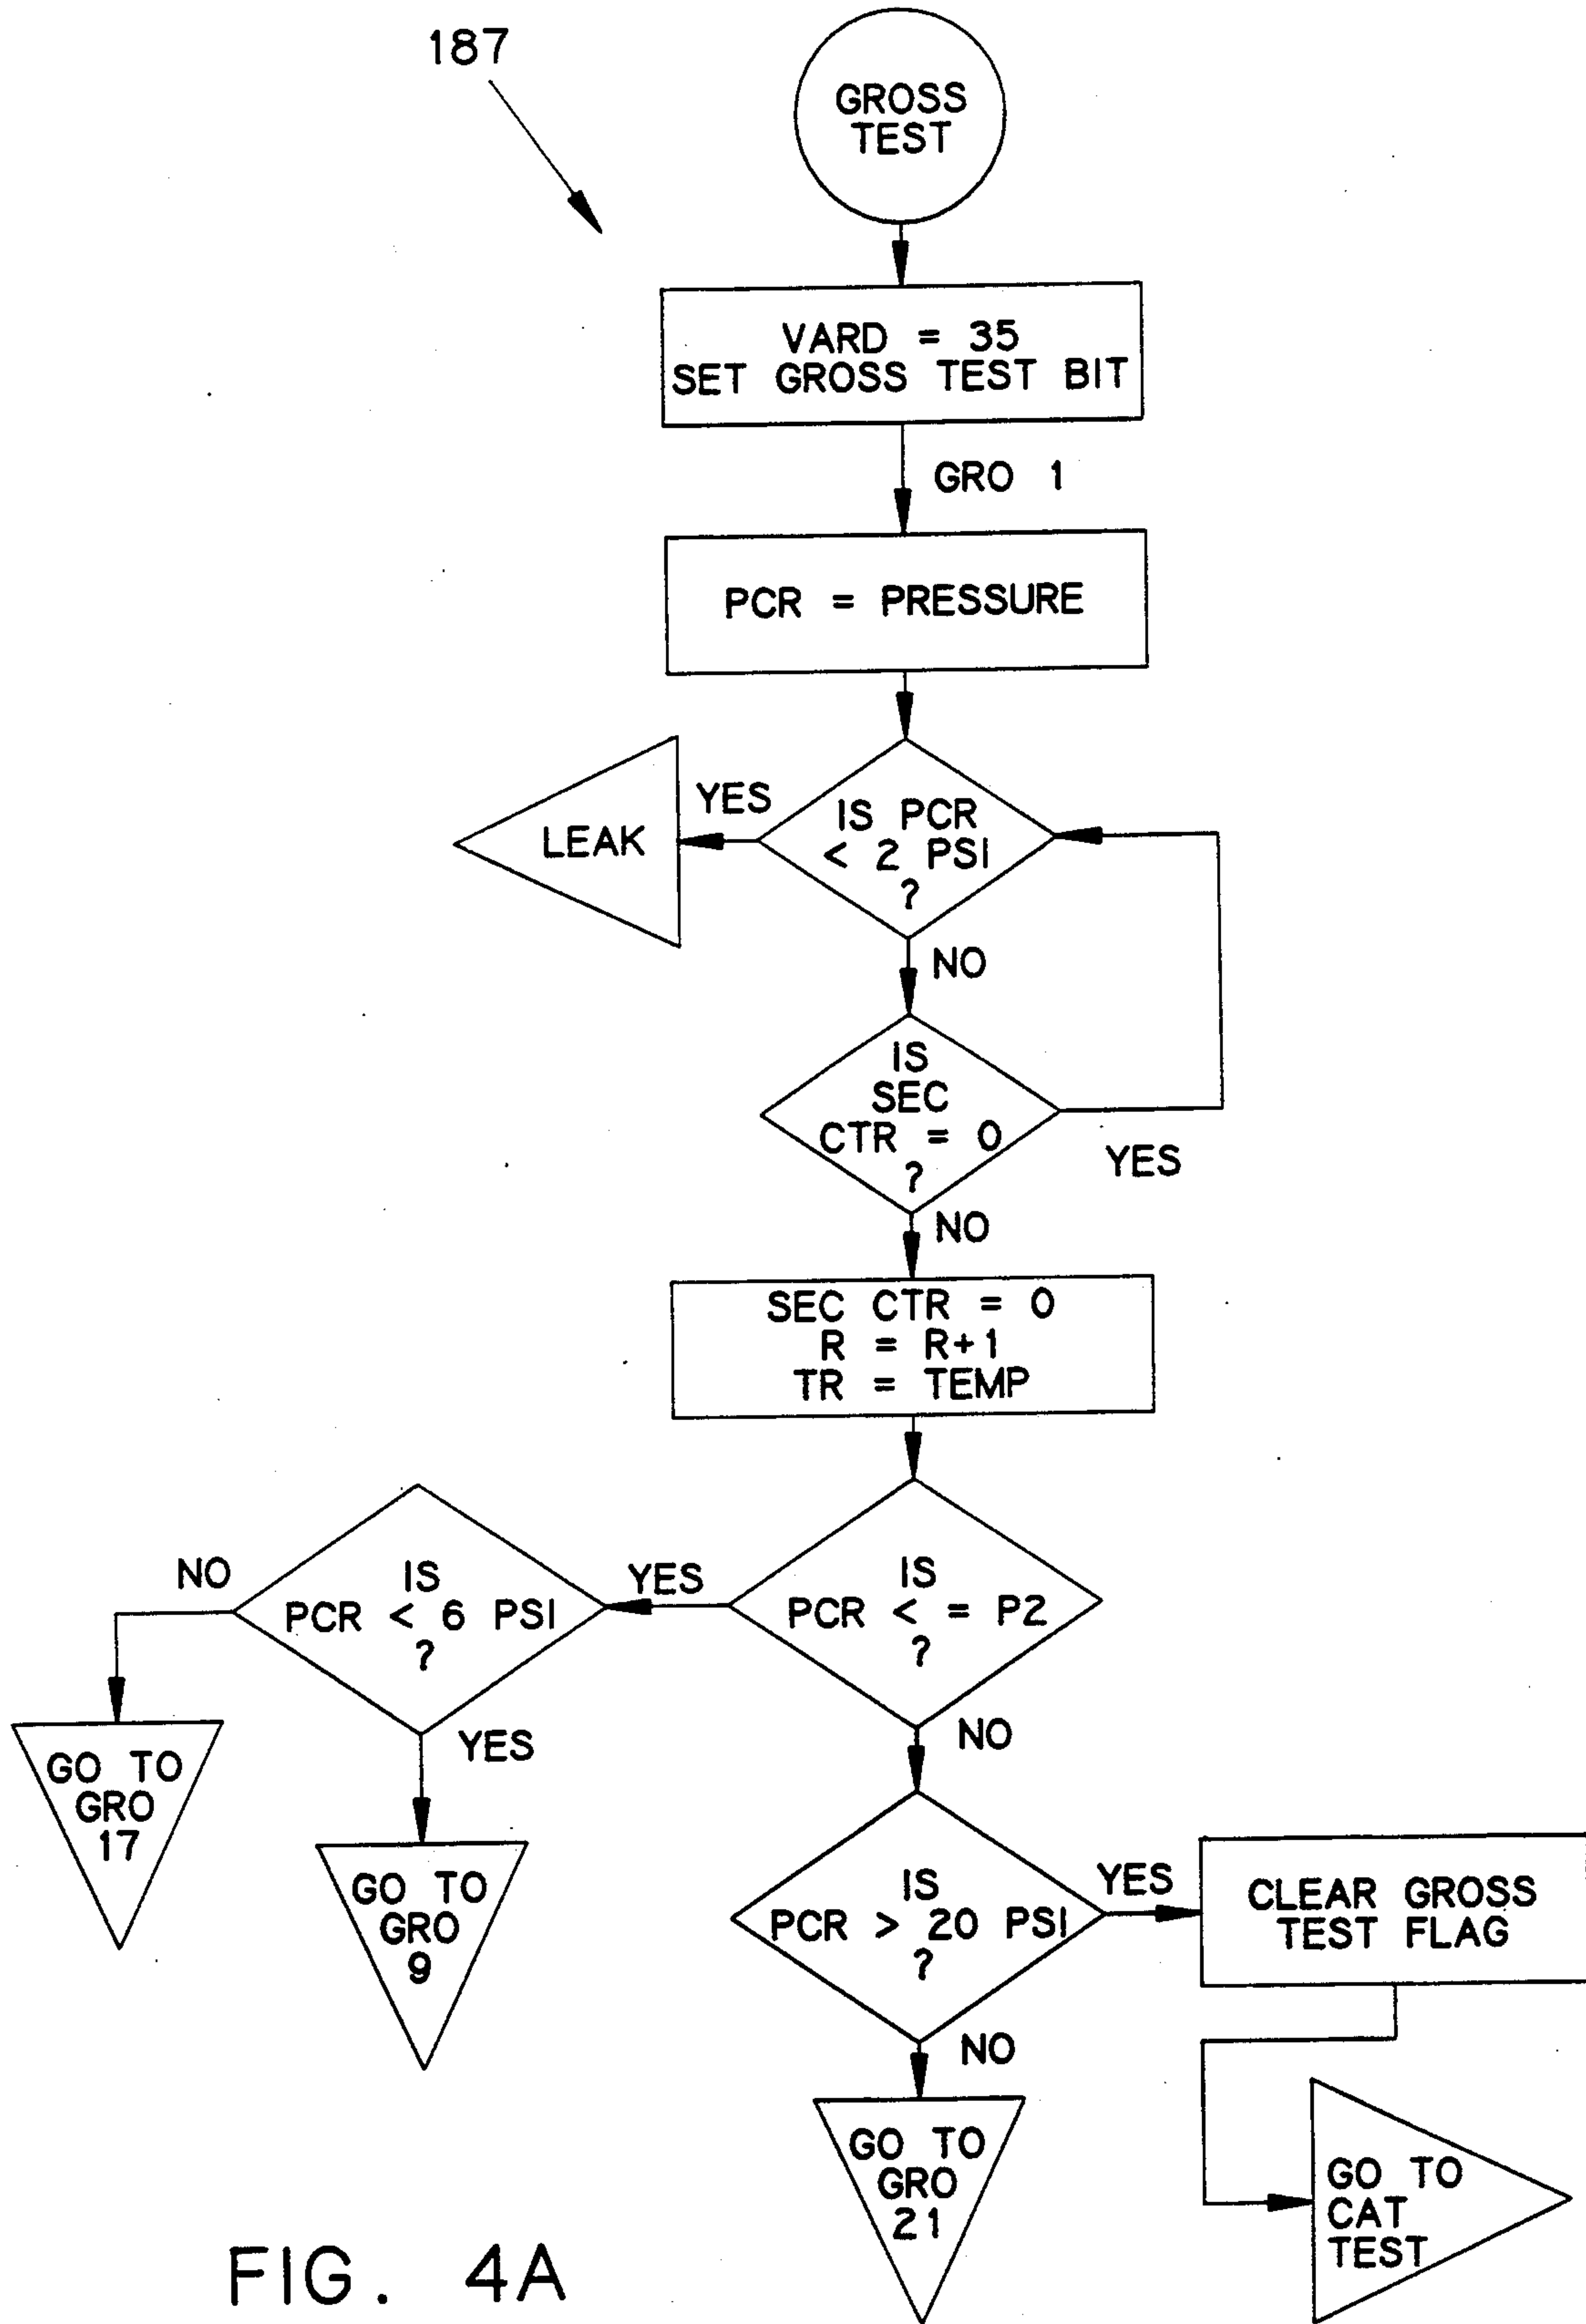 187
GROSS
TEST
VARD = 35
SET GROSS TEST BIT
GRO 1
PCR = PRESSURE
LEAK
YES
IS PCR
< 2 PSI
?
NO
IS
SEC
CTR = 0
?
YES
NO
SEC CTR = 0
R = R+1
TR = TEMP
NO
IS
PCR < 6 PSI
?
YES
IS
PCR < = P2
?
GO TO
GRO
17
YES
GO TO
GRO
9
NO
IS
PCR > 20 PSI
?
YES
CLEAR GROSS
TEST FLAG
NO
GO TO
GRO
21
GO TO
CAT
TEST
FIG. 4A